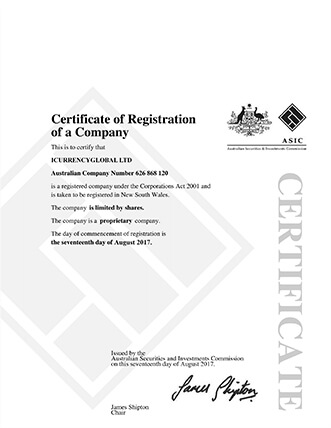 Certificate of Registration
of a Company
This is to certify that
ICURRENCYGLOBAL LTD
Australian Company Number 626 868 120
is a registered company under the Corporations Act 2001 and
is taken to be registered in New South Wales.
The company is limited by shares.
The company is a proprietary company.
The day of commencement of registration is
the seventeenth day of August 2017.
ASIC
Australian Securities & Investments Commission
CERTIFICATE
Issued by the
Australian Securities and Investments Commission
on this seventeenth day of August 2017.
James Shipton
James Shipton
Chair